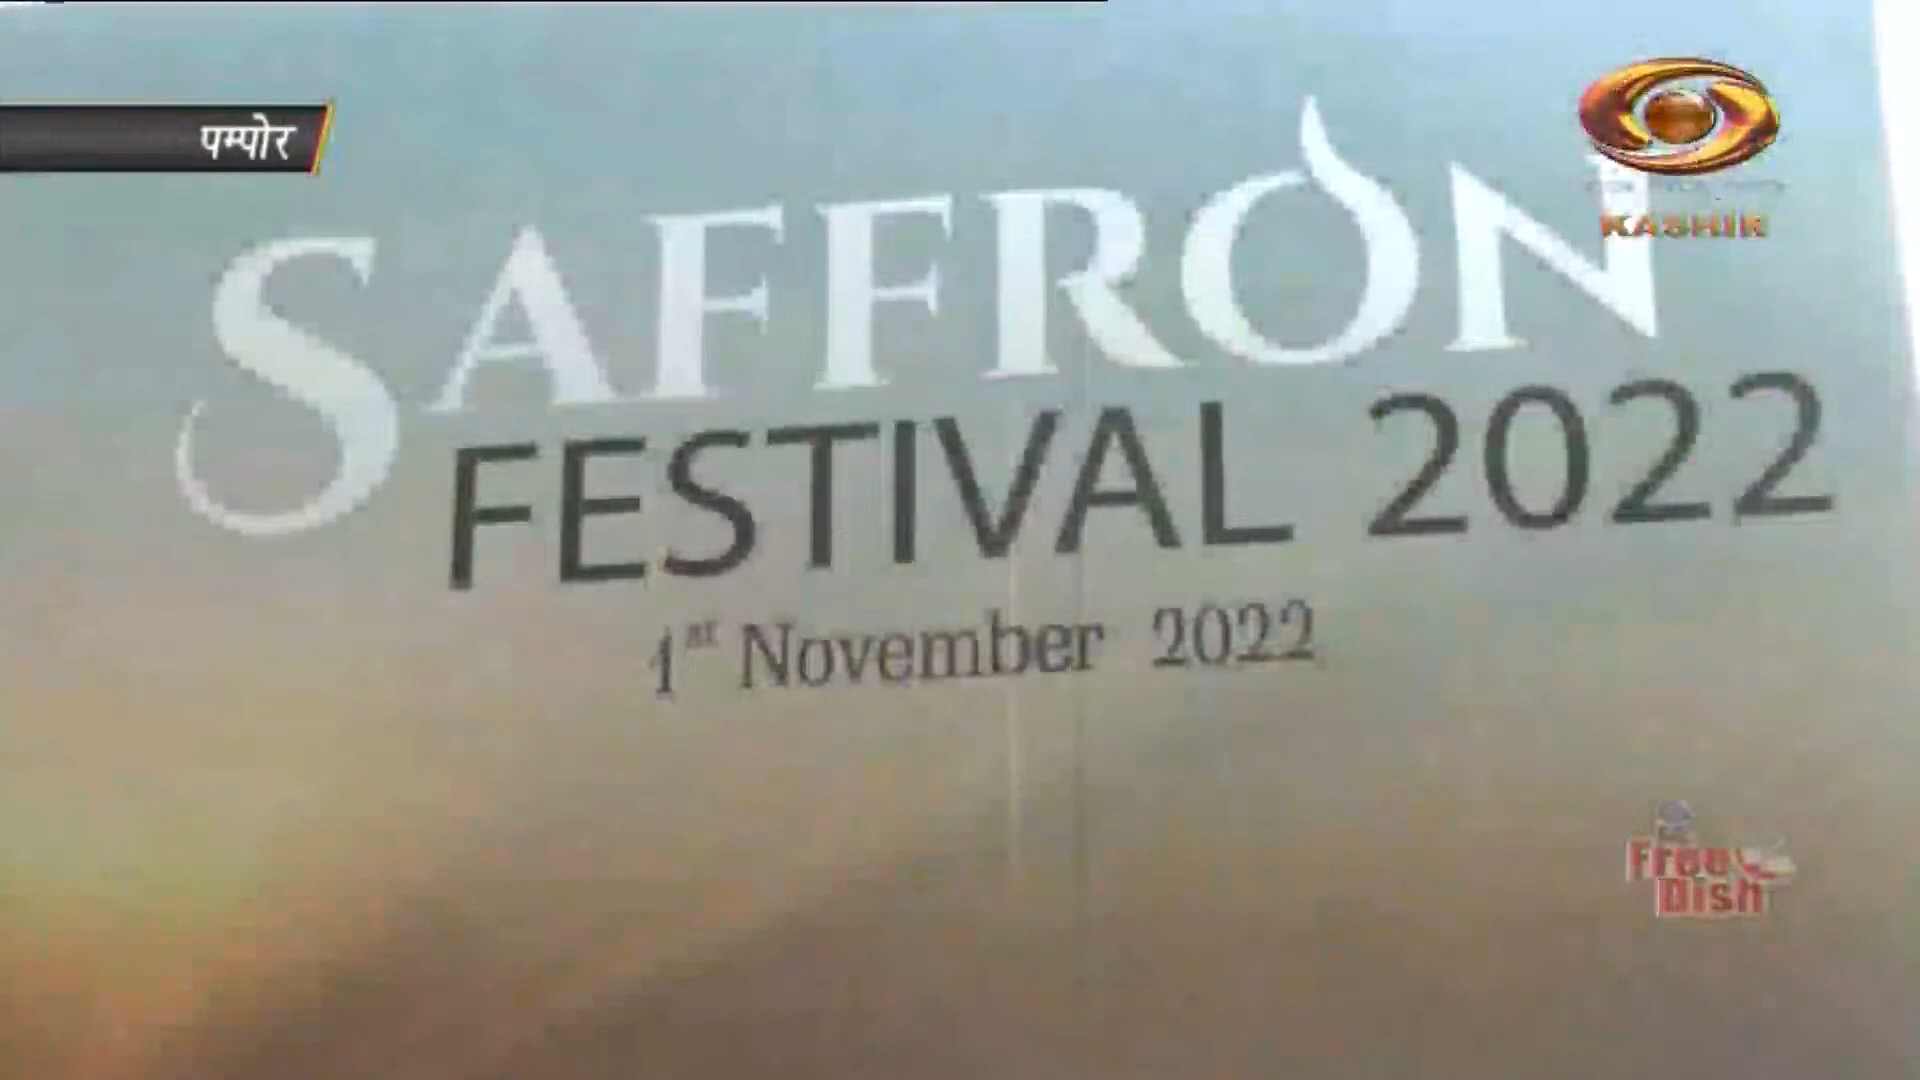 पम्पोर
KASHIR
SAFFRON
FESTIVAL 2022
1st November 2022
Free
Dish